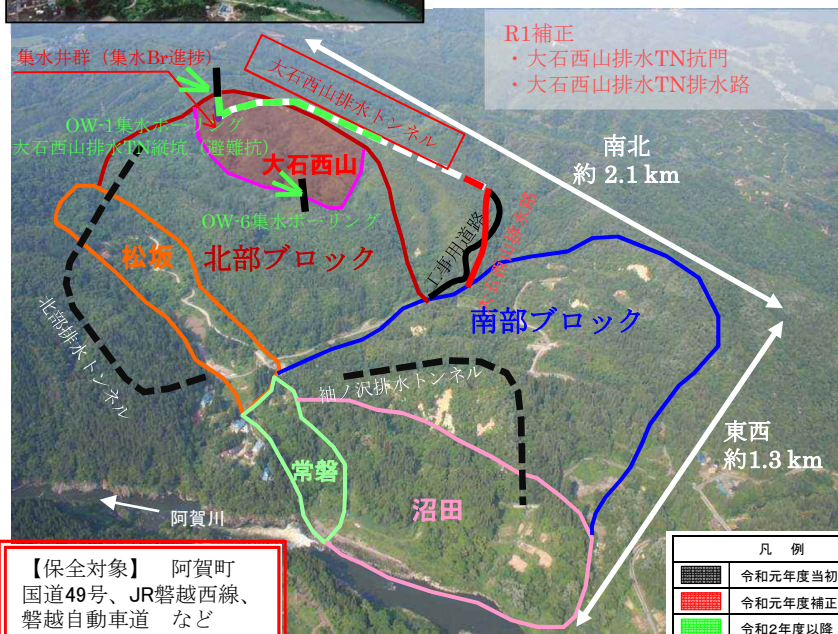 R1補正
・大石西山排水TN抗門
・大石西山排水TN排水路
集水井群（集水Br進捗）
大石西山排水トンネル
OW-1集水ボーリング
大石西山排水TN縦坑（避難抗）
大石西山
OW-6集水ボーリング
南北
約 2.1 km
松坂
北部ブロック
工事用道路
大石西山排水路
南部ブロック
北部排水トンネル
袖ノ沢排水トンネル
東西
約1.3 km
常磐
沼田
阿賀川
【保全対象】　阿賀町
国道49号、JR磐越西線、
磐越自動車道　など
凡　例
令和元年度当初
令和元年度補正
令和2年度以降